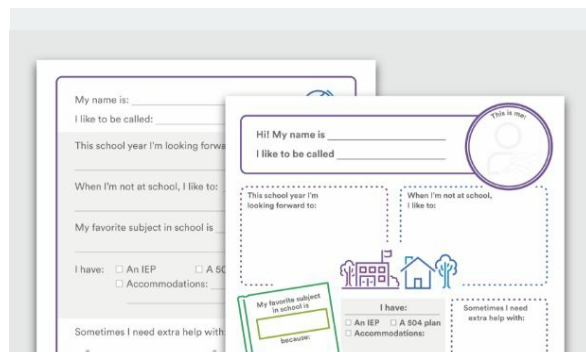 My name is:
I like to be called:
This school year I'm looking forwa
When I'm not at school, I like to:
My favorite subject in school is
I have: An IEP A 50
Accommodations:
Sometimes I need extra help with:
Hi! My name is
I like to be called
This is me:
This school year I'm
looking forward to:
When I'm not at school,
I like to:
My favorite subject
in school is
because:
I have:
An IEP A 504 plan
Accommodations:
Sometimes I need
extra help with: